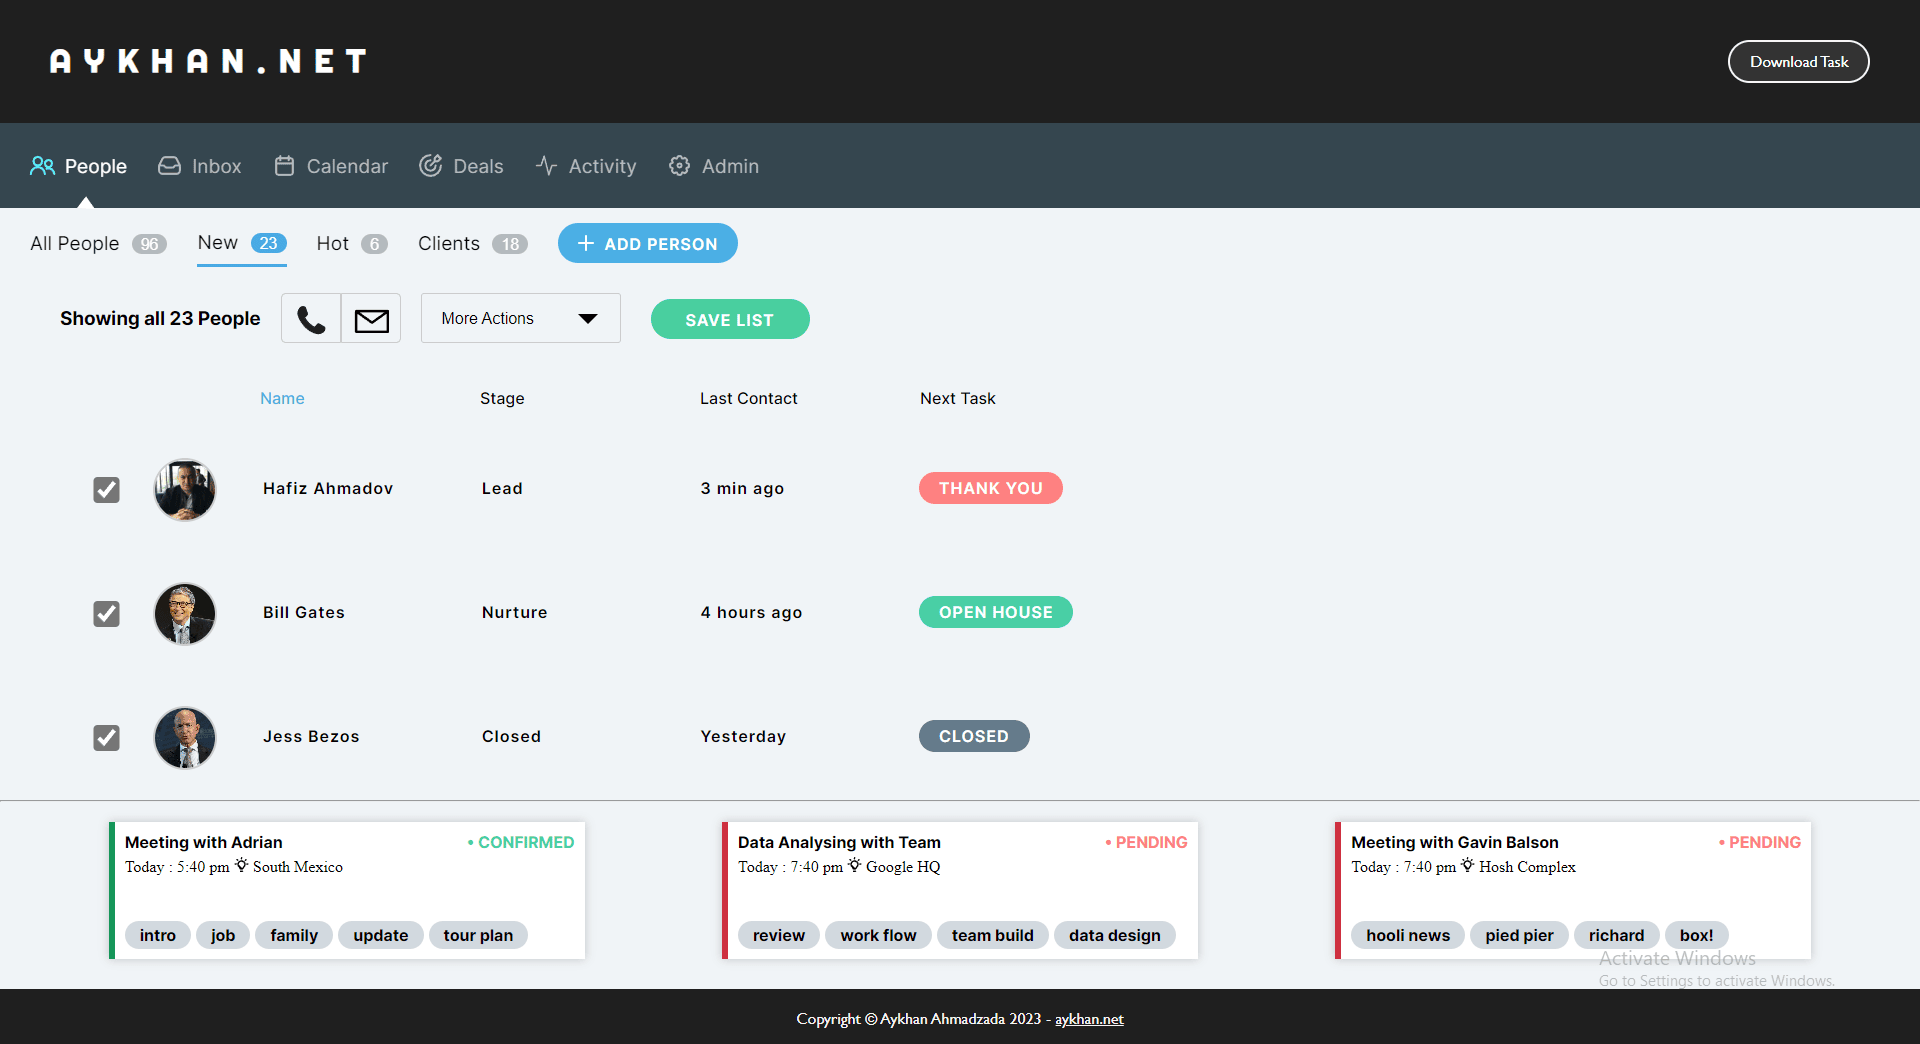 AYKHAN.NET
Download Task
People Inbox Calendar Deals Activity Admin
All People 96 New 23 Hot 6 Clients 18 + ADD PERSON
Showing all 23 People More Actions SAVE LIST
Name Stage Last Contact Next Task
Hafiz Ahmadov Lead 3 min ago THANK YOU
Bill Gates Nurture 4 hours ago OPEN HOUSE
Jess Bezos Closed Yesterday CLOSED
Meeting with Adrian • CONFIRMED
Today : 5:40 pm South Mexico
intro job family update tour plan
Data Analysing with Team • PENDING
Today : 7:40 pm Google HQ
review work flow team build data design
Meeting with Gavin Balson • PENDING
Today : 7:40 pm Hosh Complex
hooli news pied pier richard box!
Activate Windows
Go to Settings to activate Windows.
Copyright © Aykhan Ahmadzada 2023 - aykhan.net